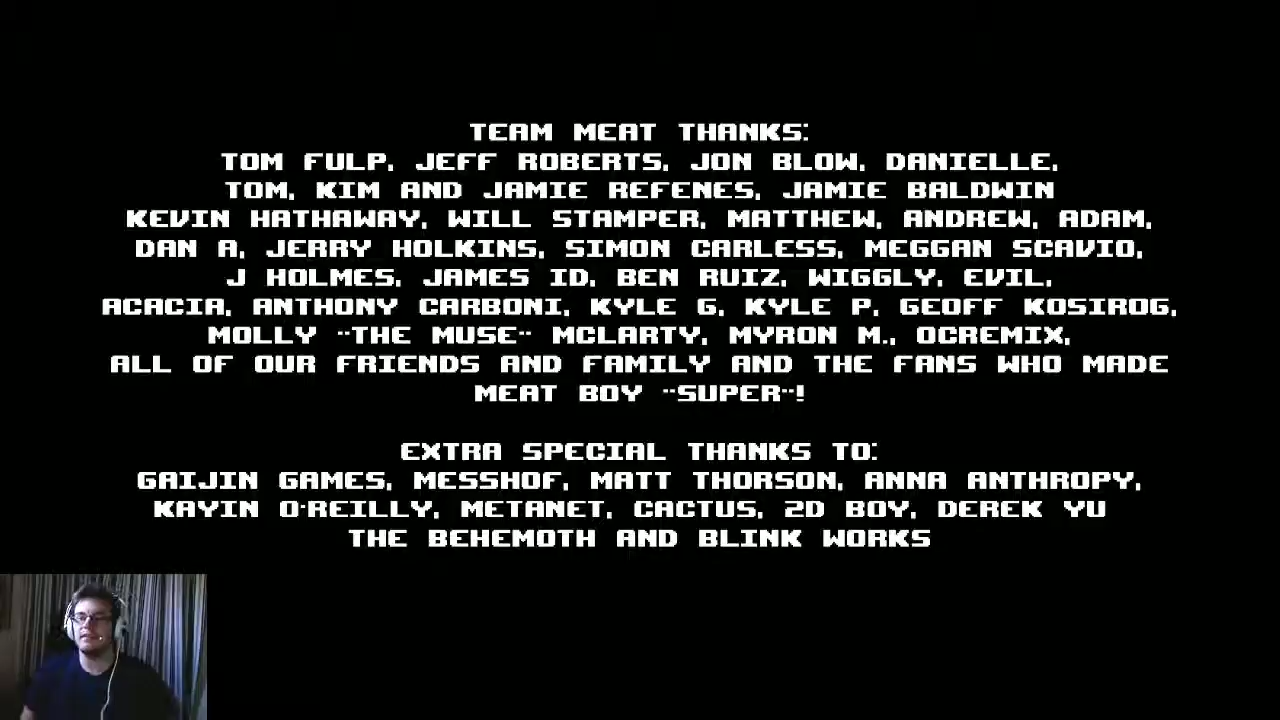 TEAM MEAT THANKS:
TOM FULP, JEFF ROBERTS, JON BLOW, DANIELLE,
TOM, KIM AND JAMIE REFENES, JAMIE BALDWIN
KEVIN HATHAWAY, WILL STAMPER, MATTHEW, ANDREW, ADAM,
DAN A, JERRY HOLKINS, SIMON CARLESS, MEGGAN SCAVIO,
J HOLMES, JAMES ID, BEN RUIZ, WIGGLY, EVIL,
ACACIA, ANTHONY CARBONI, KYLE G, KYLE P, GEOFF KOSIROG,
MOLLY "THE MUSE" MCLARTY, MYRON M., OCREMIX,
ALL OF OUR FRIENDS AND FAMILY AND THE FANS WHO MADE
MEAT BOY "SUPER"!
EXTRA SPECIAL THANKS TO:
GAIJIN GAMES, MESSHOF, MATT THORSON, ANNA ANTHROPY,
KAYIN O'REILLY, METANET, CACTUS, 2D BOY, DEREK YU
THE BEHEMOTH AND BLINK WORKS